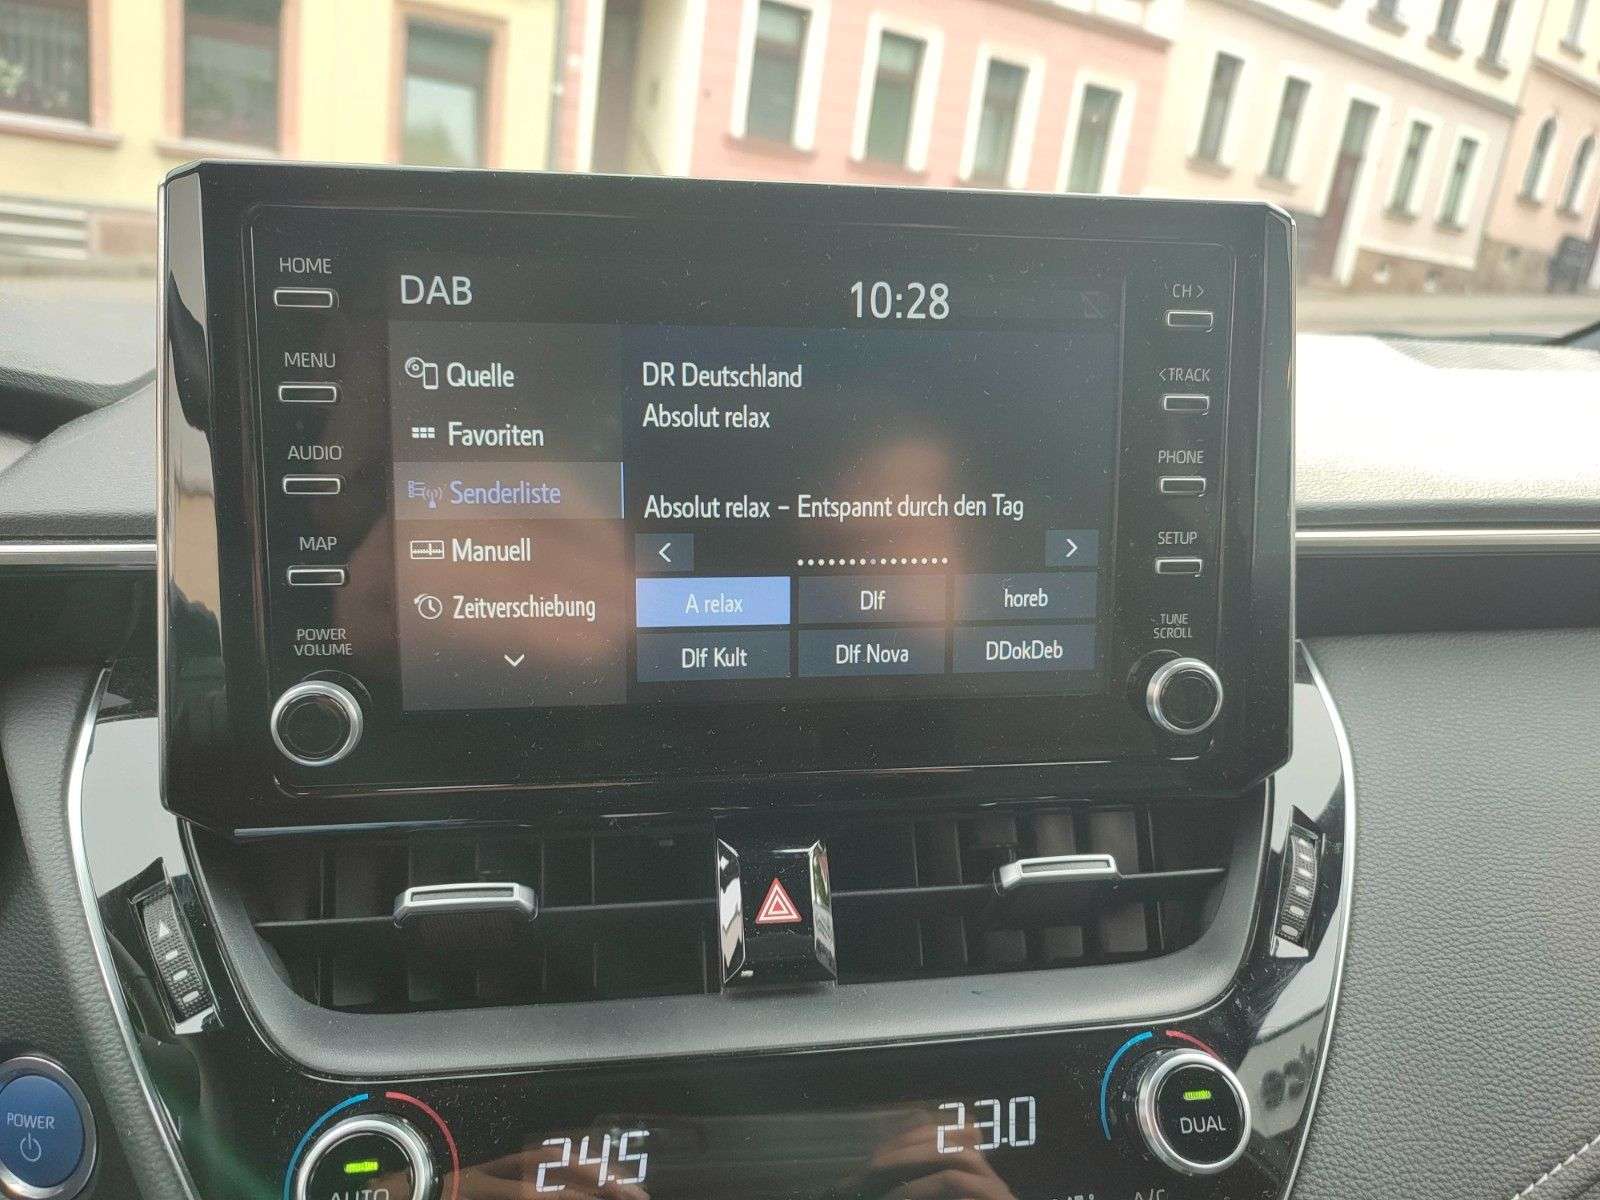 HOME
MENU
AUDIO
MAP
POWER
VOLUME
DAB
10:28
Quelle
Favoriten
Senderliste
Manuell
Zeitverschiebung
DR Deutschland
Absolut relax
Absolut relax – Entspannt durch den Tag
<
>
A relax
Dlf
horeb
Dlf Kult
Dlf Nova
DDokDeb
CH >
< TRACK
PHONE
SETUP
TUNE
SCROLL
POWER
AUTO
24.5
23.0
DUAL
A/C